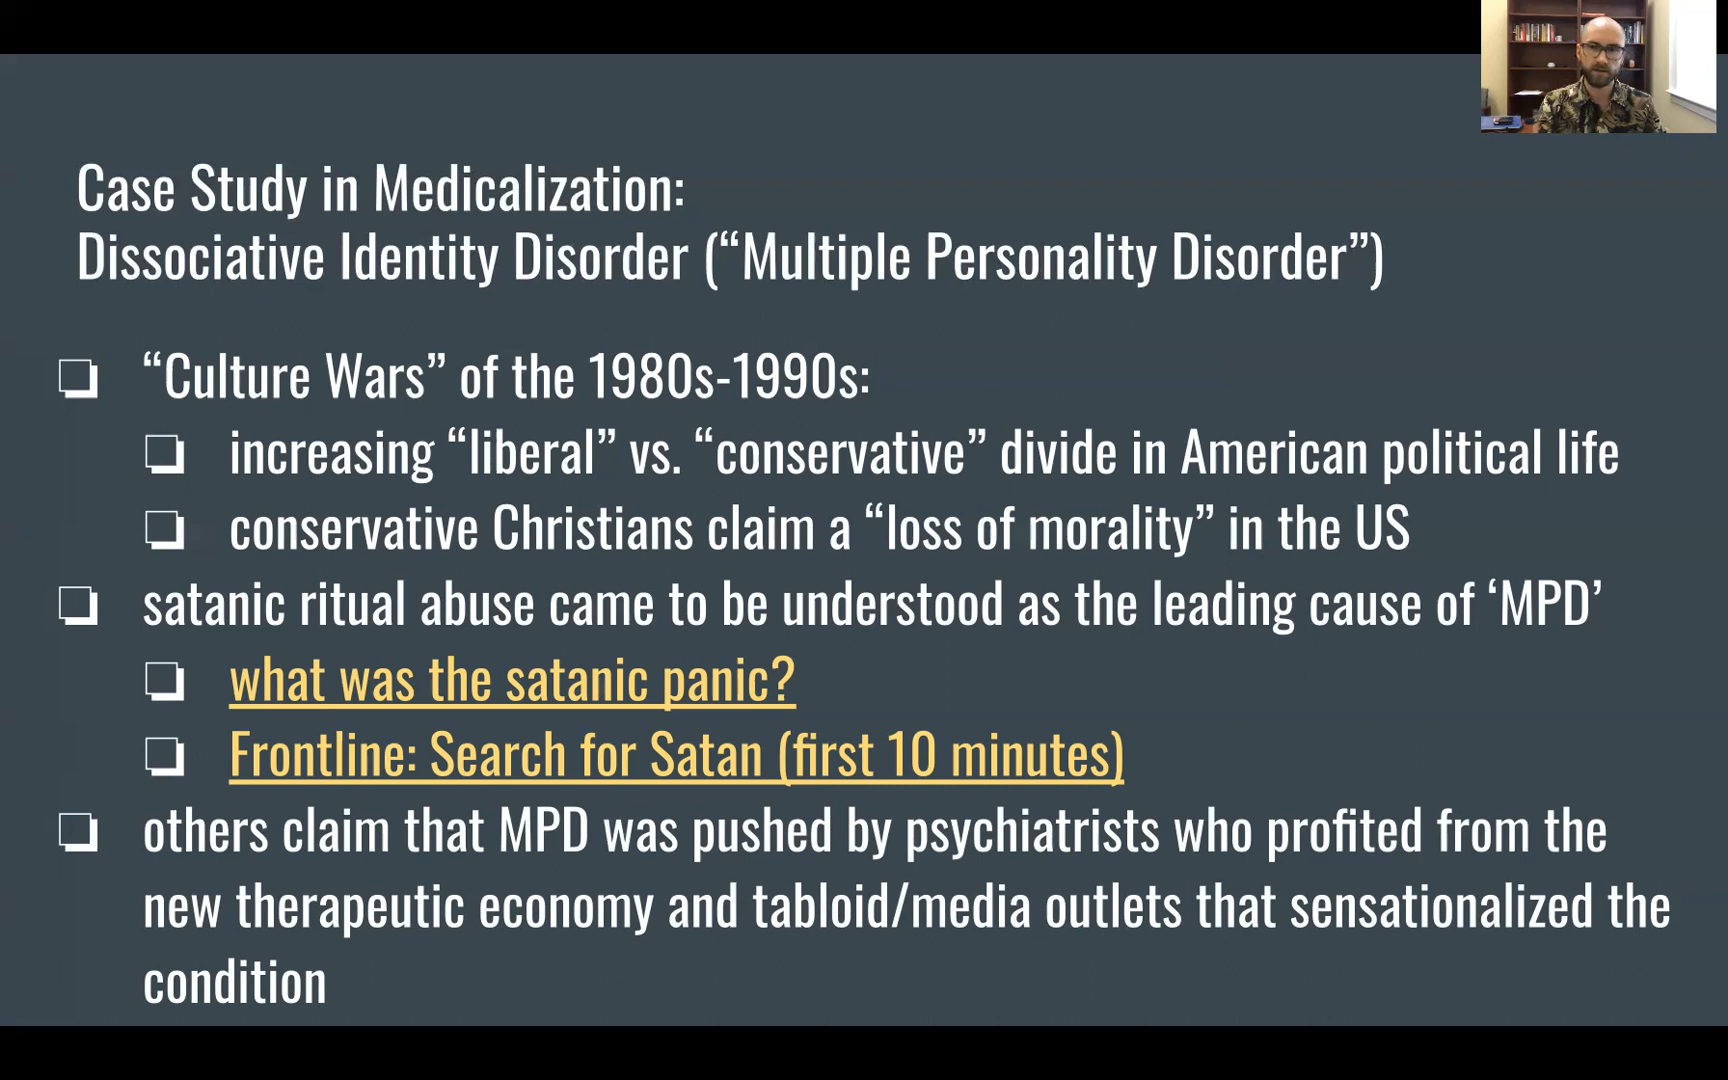 Case Study in Medicalization:
Dissociative Identity Disorder (“Multiple Personality Disorder”)
“Culture Wars” of the 1980s-1990s:
increasing “liberal” vs. “conservative” divide in American political life
conservative Christians claim a “loss of morality” in the US
satanic ritual abuse came to be understood as the leading cause of ‘MPD’
what was the satanic panic?
Frontline: Search for Satan (first 10 minutes)
others claim that MPD was pushed by psychiatrists who profited from the
new therapeutic economy and tabloid/media outlets that sensationalized the
condition